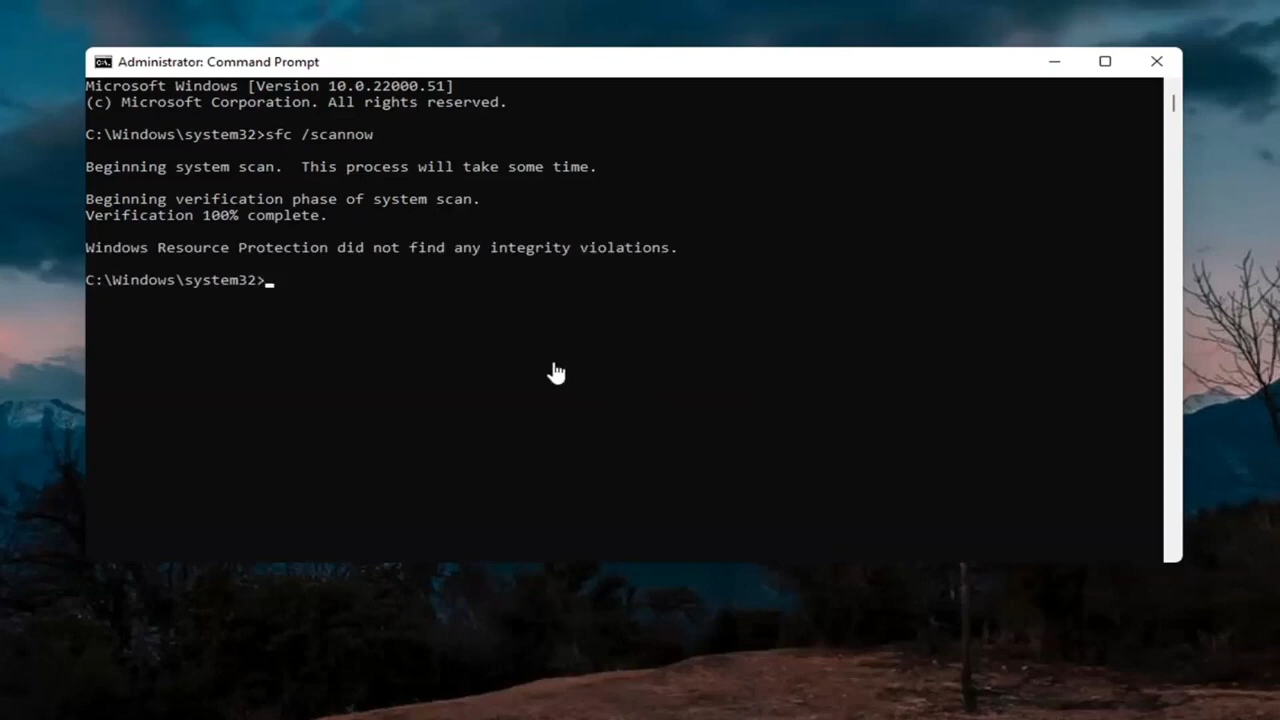 Administrator: Command Prompt
Microsoft Windows [Version 10.0.22000.51]
(c) Microsoft Corporation. All rights reserved.
C:\Windows\system32>sfc /scannow
Beginning system scan.  This process will take some time.
Beginning verification phase of system scan.
Verification 100% complete.
Windows Resource Protection did not find any integrity violations.
C:\Windows\system32>